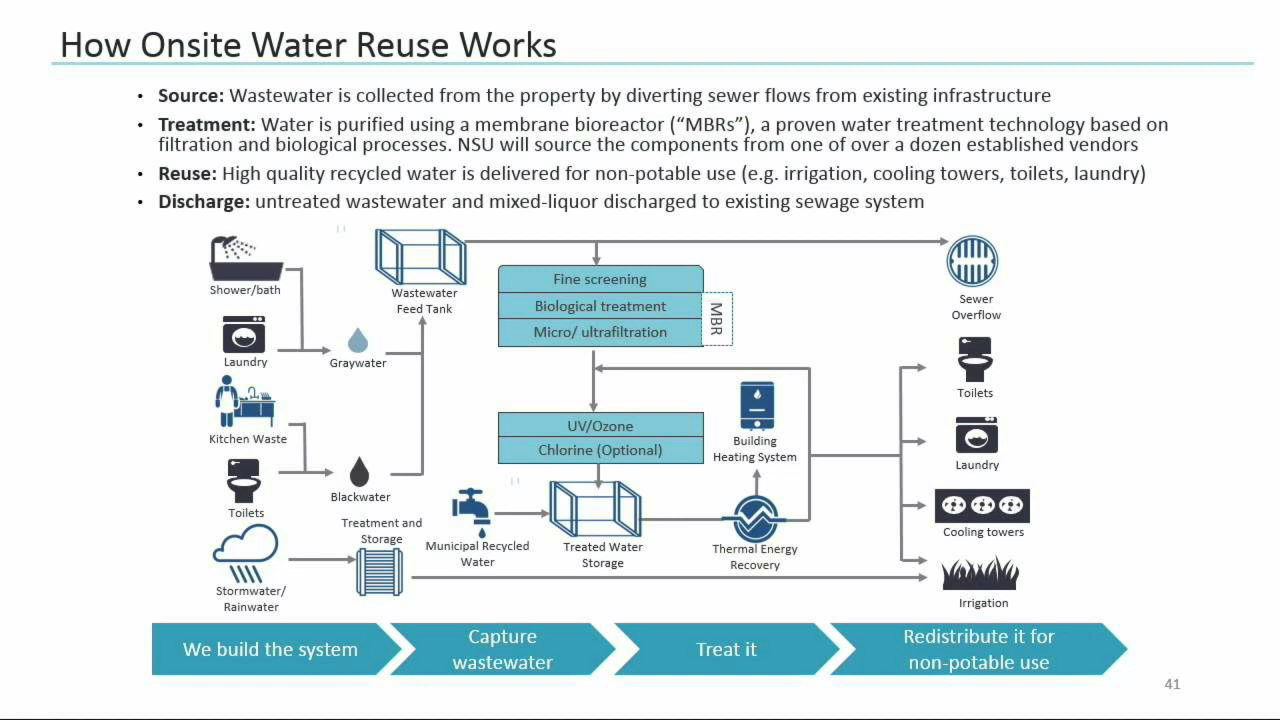 How Onsite Water Reuse Works
• Source: Wastewater is collected from the property by diverting sewer flows from existing infrastructure
• Treatment: Water is purified using a membrane bioreactor (“MBRs”), a proven water treatment technology based on
filtration and biological processes. NSU will source the components from one of over a dozen established vendors
• Reuse: High quality recycled water is delivered for non-potable use (e.g. irrigation, cooling towers, toilets, laundry)
• Discharge: untreated wastewater and mixed-liquor discharged to existing sewage system
Shower/bath
Laundry
Kitchen Waste
Toilets
Stormwater/
Rainwater
Graywater
Blackwater
Treatment and
Storage
Wastewater
Feed Tank
Fine screening
Biological treatment
Micro/ ultrafiltration
MBR
UV/Ozone
Chlorine (Optional)
Municipal Recycled
Water
Treated Water
Storage
Building
Heating System
Thermal Energy
Recovery
Sewer
Overflow
Toilets
Laundry
Cooling towers
Irrigation
We build the system
Capture
wastewater
Treat it
Redistribute it for
non-potable use
41